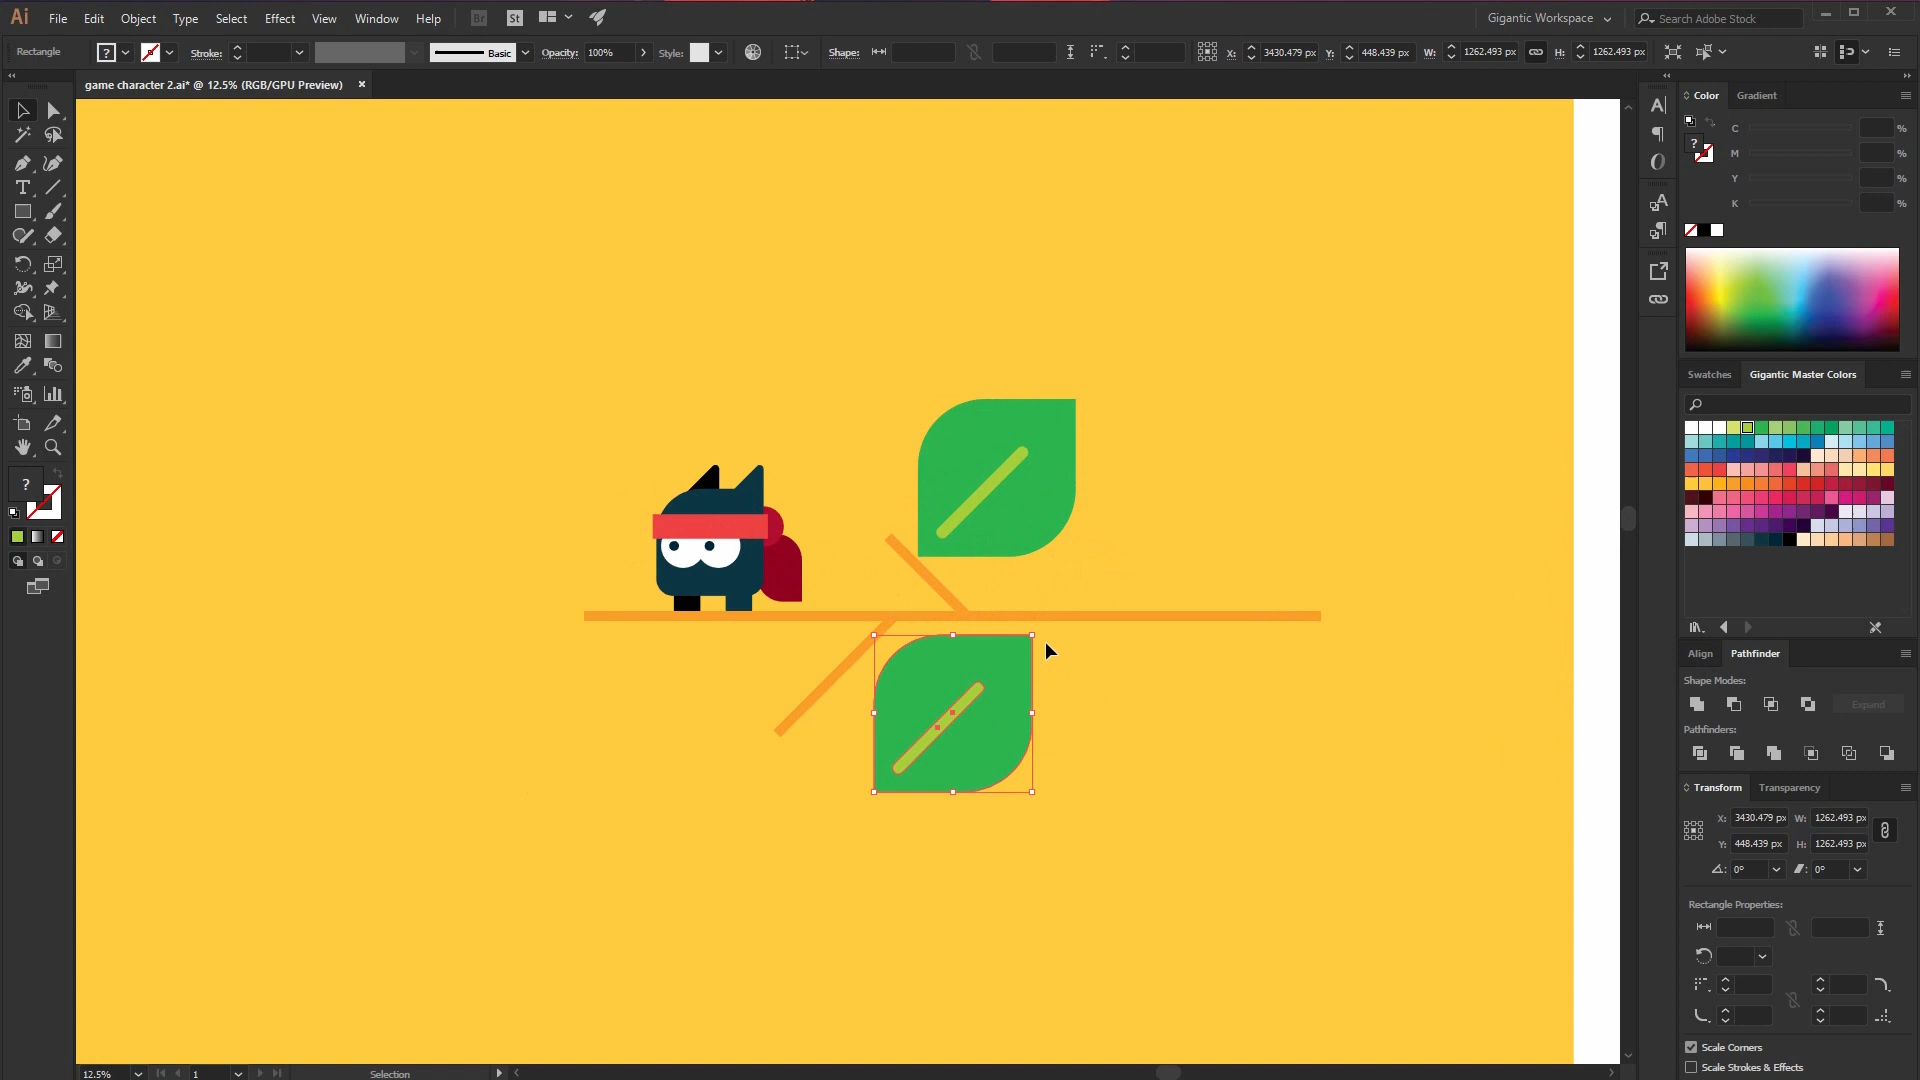 Ai File Edit Object Type Select Effect View Window Help Br St Gigantic Workspace Search Adobe Stock
Rectangle ? Stroke: Basic Opacity: 100% Style: Shape: X: 3430.479 px Y: 448.439 px W: 1262.493 px H: 1262.493 px
game character 2.ai* @ 12.5% (RGB/GPU Preview) ×
Color Gradient
? C %
M %
Y %
K %
T
?
Swatches Gigantic Master Colors
Align Pathfinder
Shape Modes:
Expand
Pathfinders:
Transform Transparency
X: 3430.479 px W: 1262.493 px
Y: 448.439 px H: 1262.493 px
0° 0°
Rectangle Properties:
Scale Corners
Scale Strokes & Effects
12.5% 1 Selection